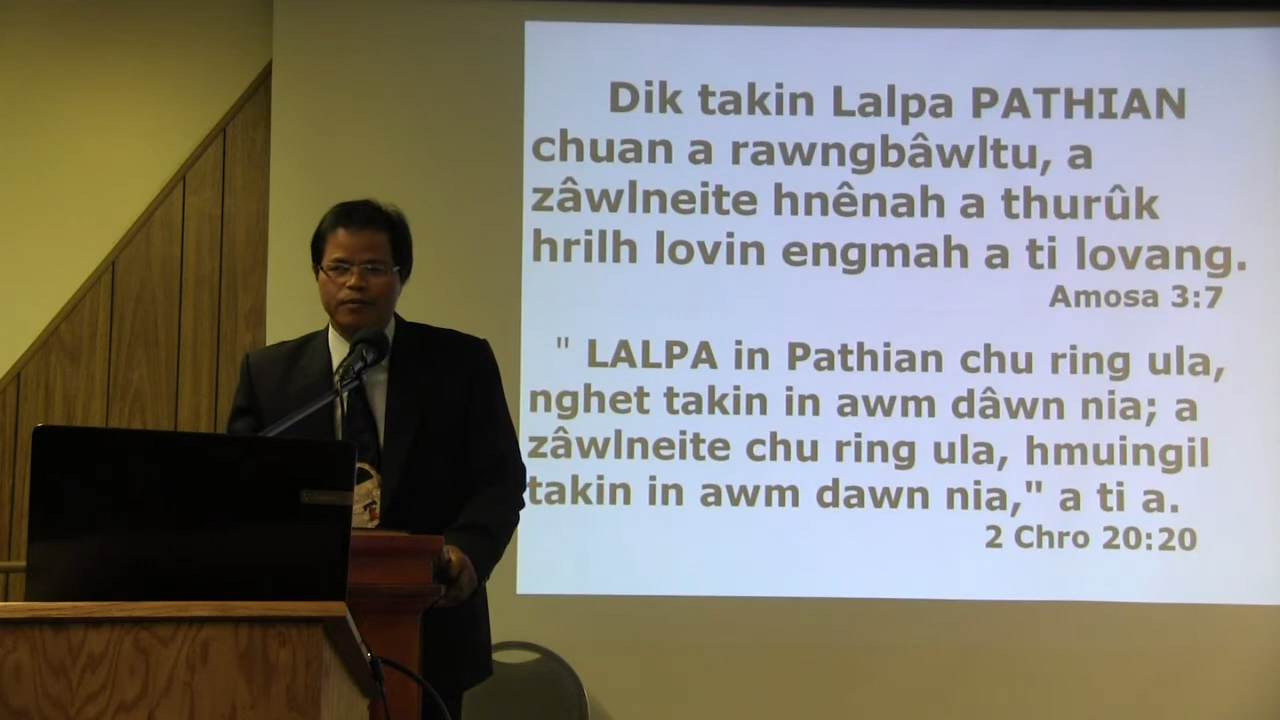 Dik takin Lalpa PATHIAN
chuan a rawngbâwltu, a
zâwlneite hnênah a thurûk
hrilh lovin engmah a ti lovang.
Amosa 3:7
" LALPA in Pathian chu ring ula,
nghet takin in awm dâwn nia; a
zâwlneite chu ring ula, hmuingil
takin in awm dawn nia," a ti a.
2 Chro 20:20